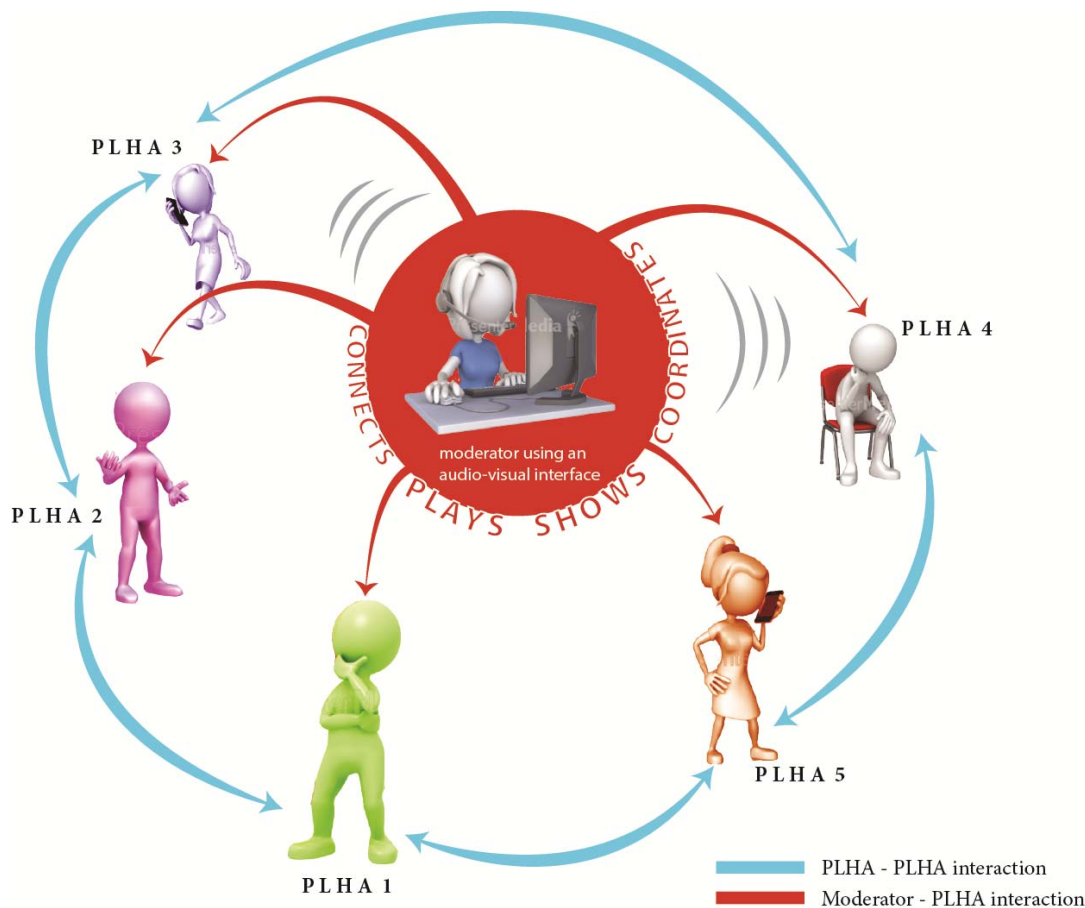 PLHA 3
PLHA 4
CONNECTS
PLAYS
SHOWS
COORDINATES
moderator using an
audio-visual interface
PLHA 2
PLHA 5
PLHA 1
PLHA - PLHA interaction
Moderator - PLHA interaction